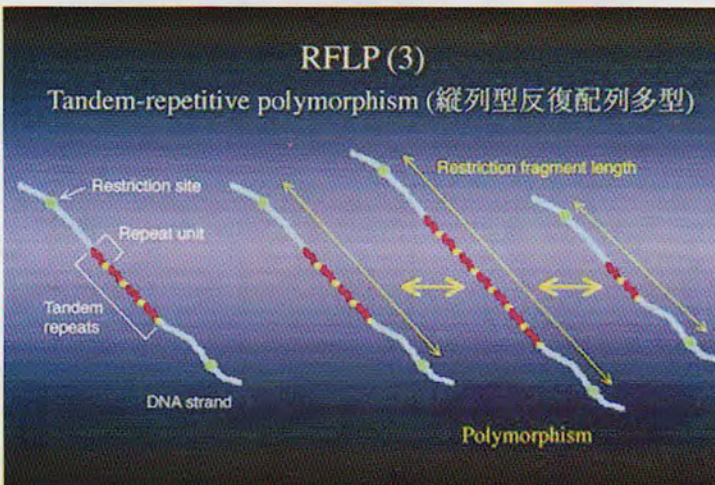 RFLP (3)
Tandem-repetitive polymorphism (縦列型反復配列多型)
Restriction site
Restriction fragment length
Repeat unit
Tandem
repeats
DNA strand
Polymorphism